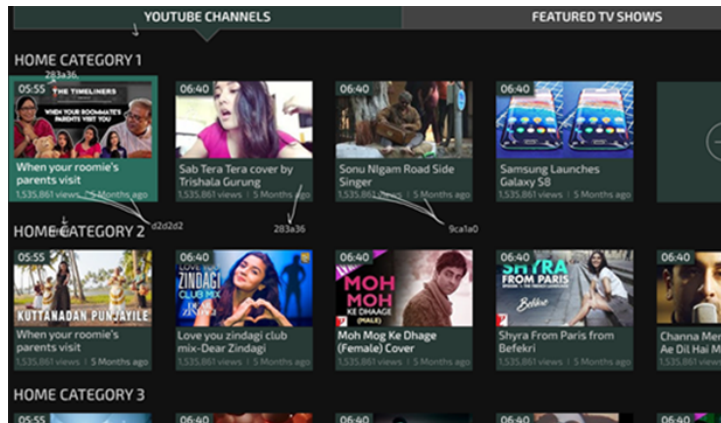 YOUTUBE CHANNELS
FEATURED TV SHOWS
HOME CATEGORY 1
283a36,
05:55
THE TIMELINERS
WHEN YOUR ROOMMATE'S
PARENTS VISIT YOU
When your roomie's
parents visit
1,535,861 views | 5 Months ago
06:40
Sab Tera Tera cover by
Trishala Gurung
1,535,861 views | 5 Months ago
06:40
Sonu NIgam Road Side
Singer
1,535,861 views | 5 Months ago
06:40
Samsung Launches
Galaxy S8
1,535,861 views | 5 Months ago
d2d2d2
283a36
9ca1a0
HOME CATEGORY 2
05:55
KUTTANADAN PUNJAYILE
When your roomie's
parents visit
1,535,861 views | 5 Months ago
06:40
LOVE YOU
ZINDAGI
CLUB MIX
DEAR
ZINDAGI
Love you zindagi club
mix-Dear Zindagi
1,535,861 views | 5 Months ago
06:40
MOH
MOH
KE DHAAGE
(MALE)
Moh Mog Ke Dhage
(Female) Cover
1,535,861 views | 5 Months ago
06:40
SHYRA
FROM PARIS
Befikre
Shyra From Paris from
Befekri
1,535,861 views | 5 Months ago
06:40
Channa Mer
Ae Dil Hai M
1,535,861 views
HOME CATEGORY 3
05:55
06:40
06:40
06:40
06:40